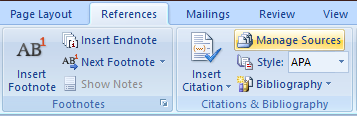 Page Layout References Mailings Review View
AB1 Insert Endnote Manage Sources
AB1 Next Footnote Style: APA
Insert Footnote Show Notes Insert Citation Bibliography
Footnotes Citations & Bibliography